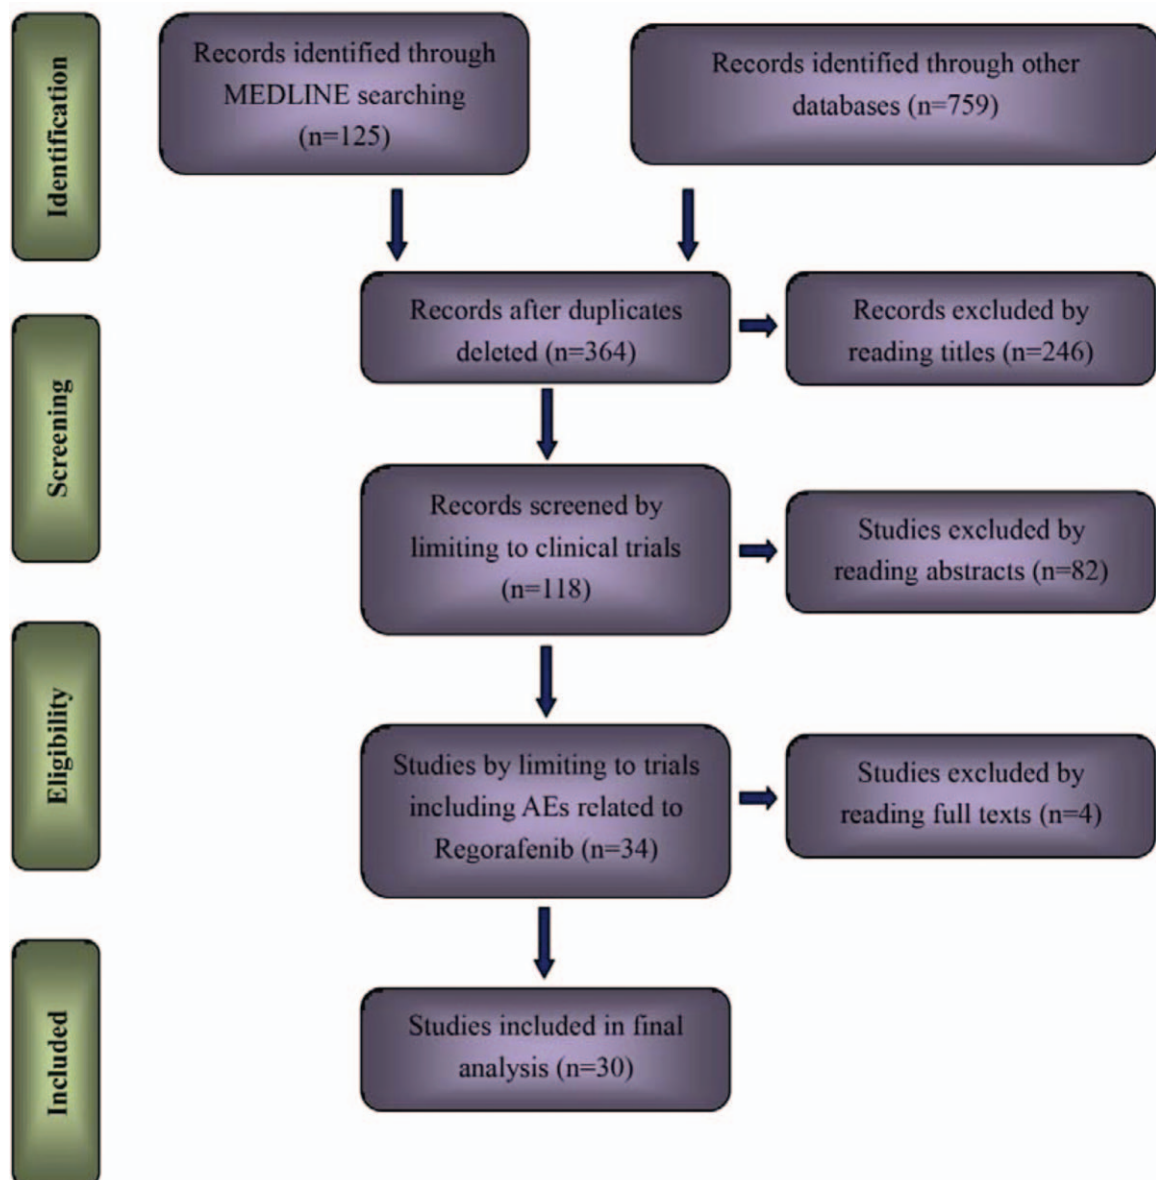 Identification
Records identified through
MEDLINE searching
(n=125)
Records identified through other
databases (n=759)
Records after duplicates
deleted (n=364)
Records excluded by
reading titles (n=246)
Screening
Records screened by
limiting to clinical trials
(n=118)
Studies excluded by
reading abstracts (n=82)
Eligibility
Studies by limiting to trials
including AEs related to
Regorafenib (n=34)
Studies excluded by
reading full texts (n=4)
Included
Studies included in final
analysis (n=30)